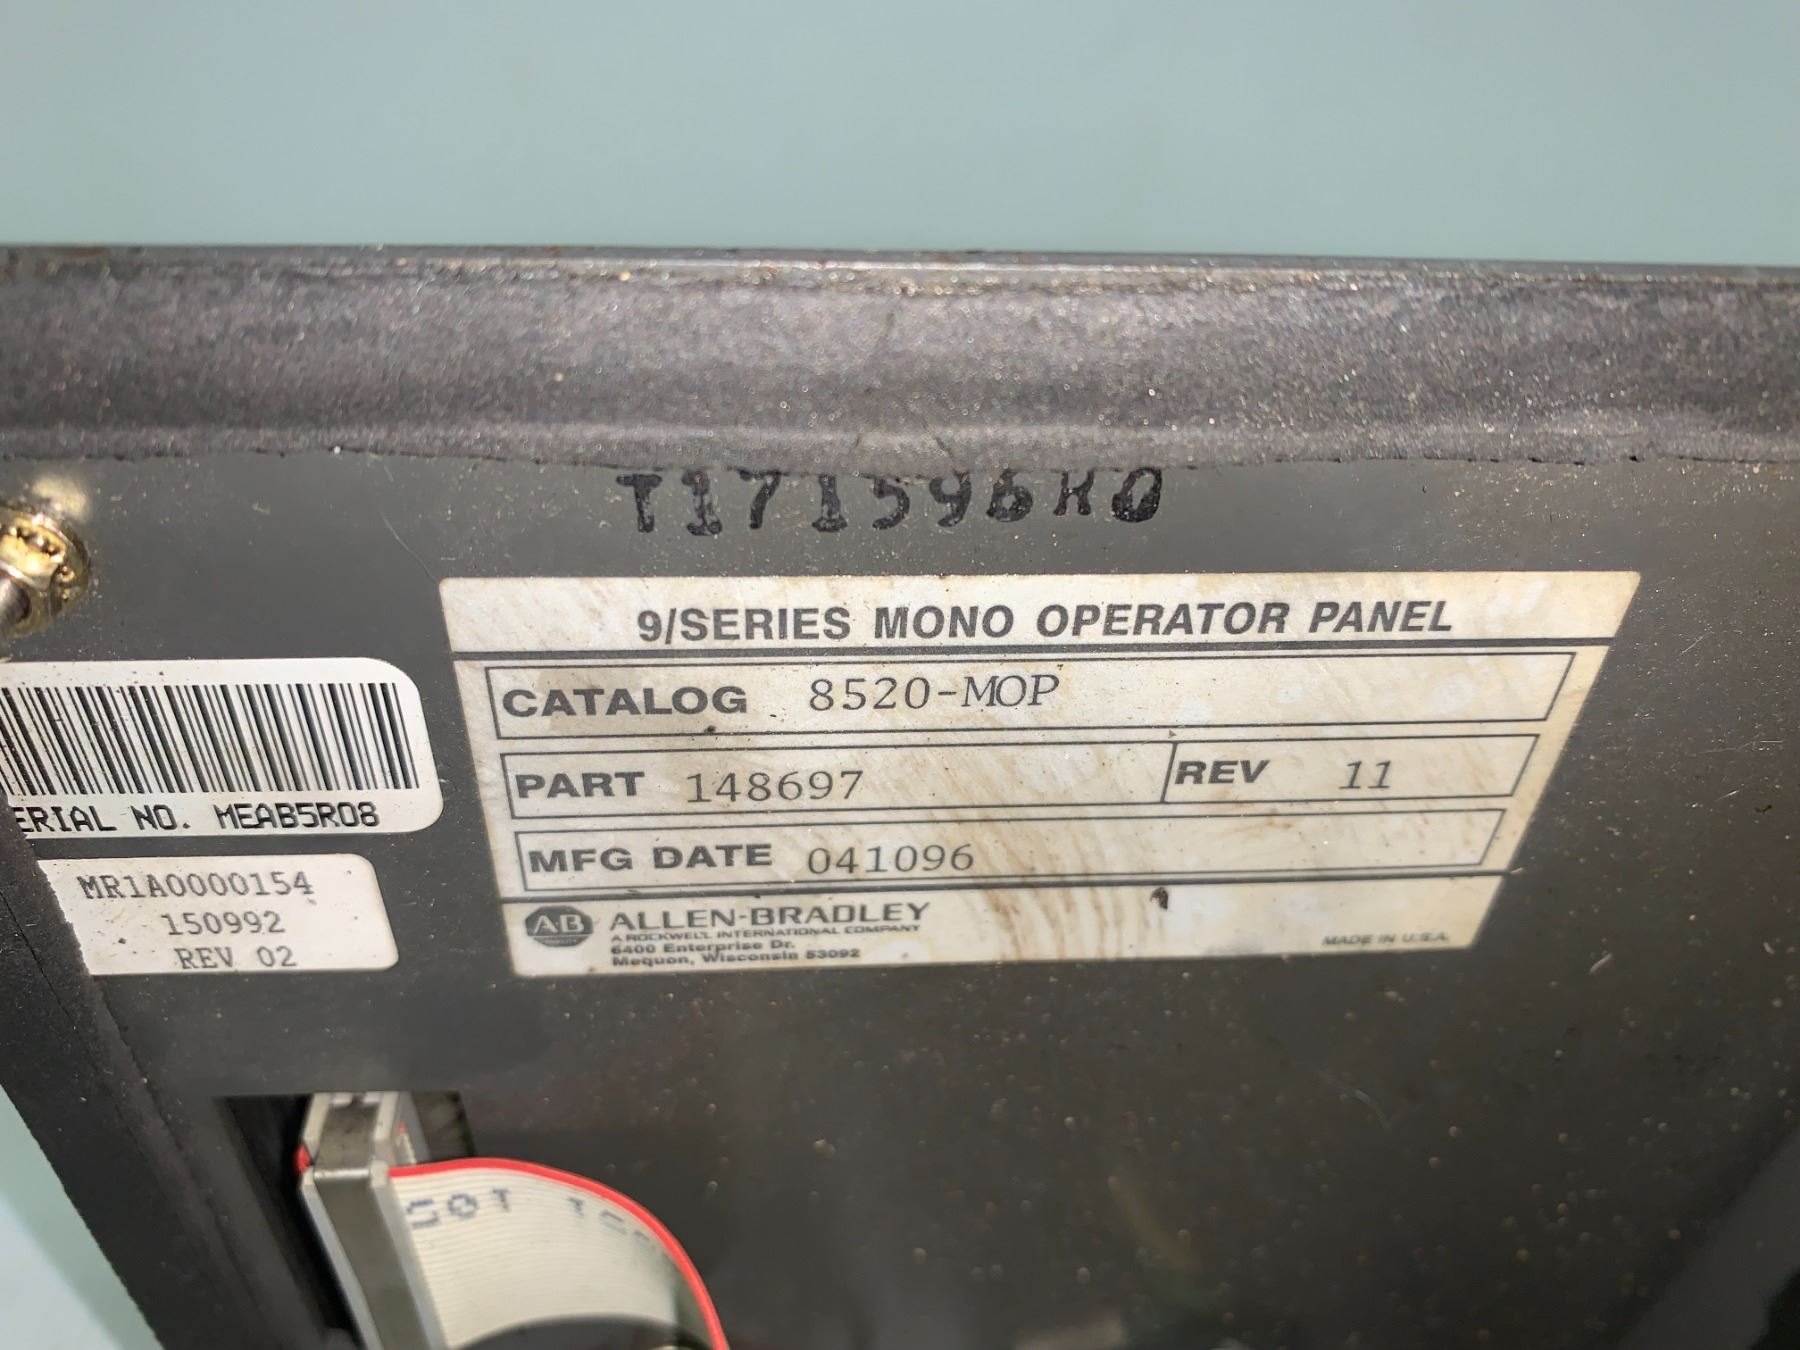 T171596R0
9/SERIES MONO OPERATOR PANEL
CATALOG 8520-MOP
PART 148697 REV 11
MFG DATE 041096
AB ALLEN-BRADLEY
A ROCKWELL INTERNATIONAL COMPANY
6400 Enterprise Dr.
Mequon, Wisconsin 53092
MADE IN U.S.A.
ERIAL NO. MEAB5R08
MR1A0000154
150992
REV 02